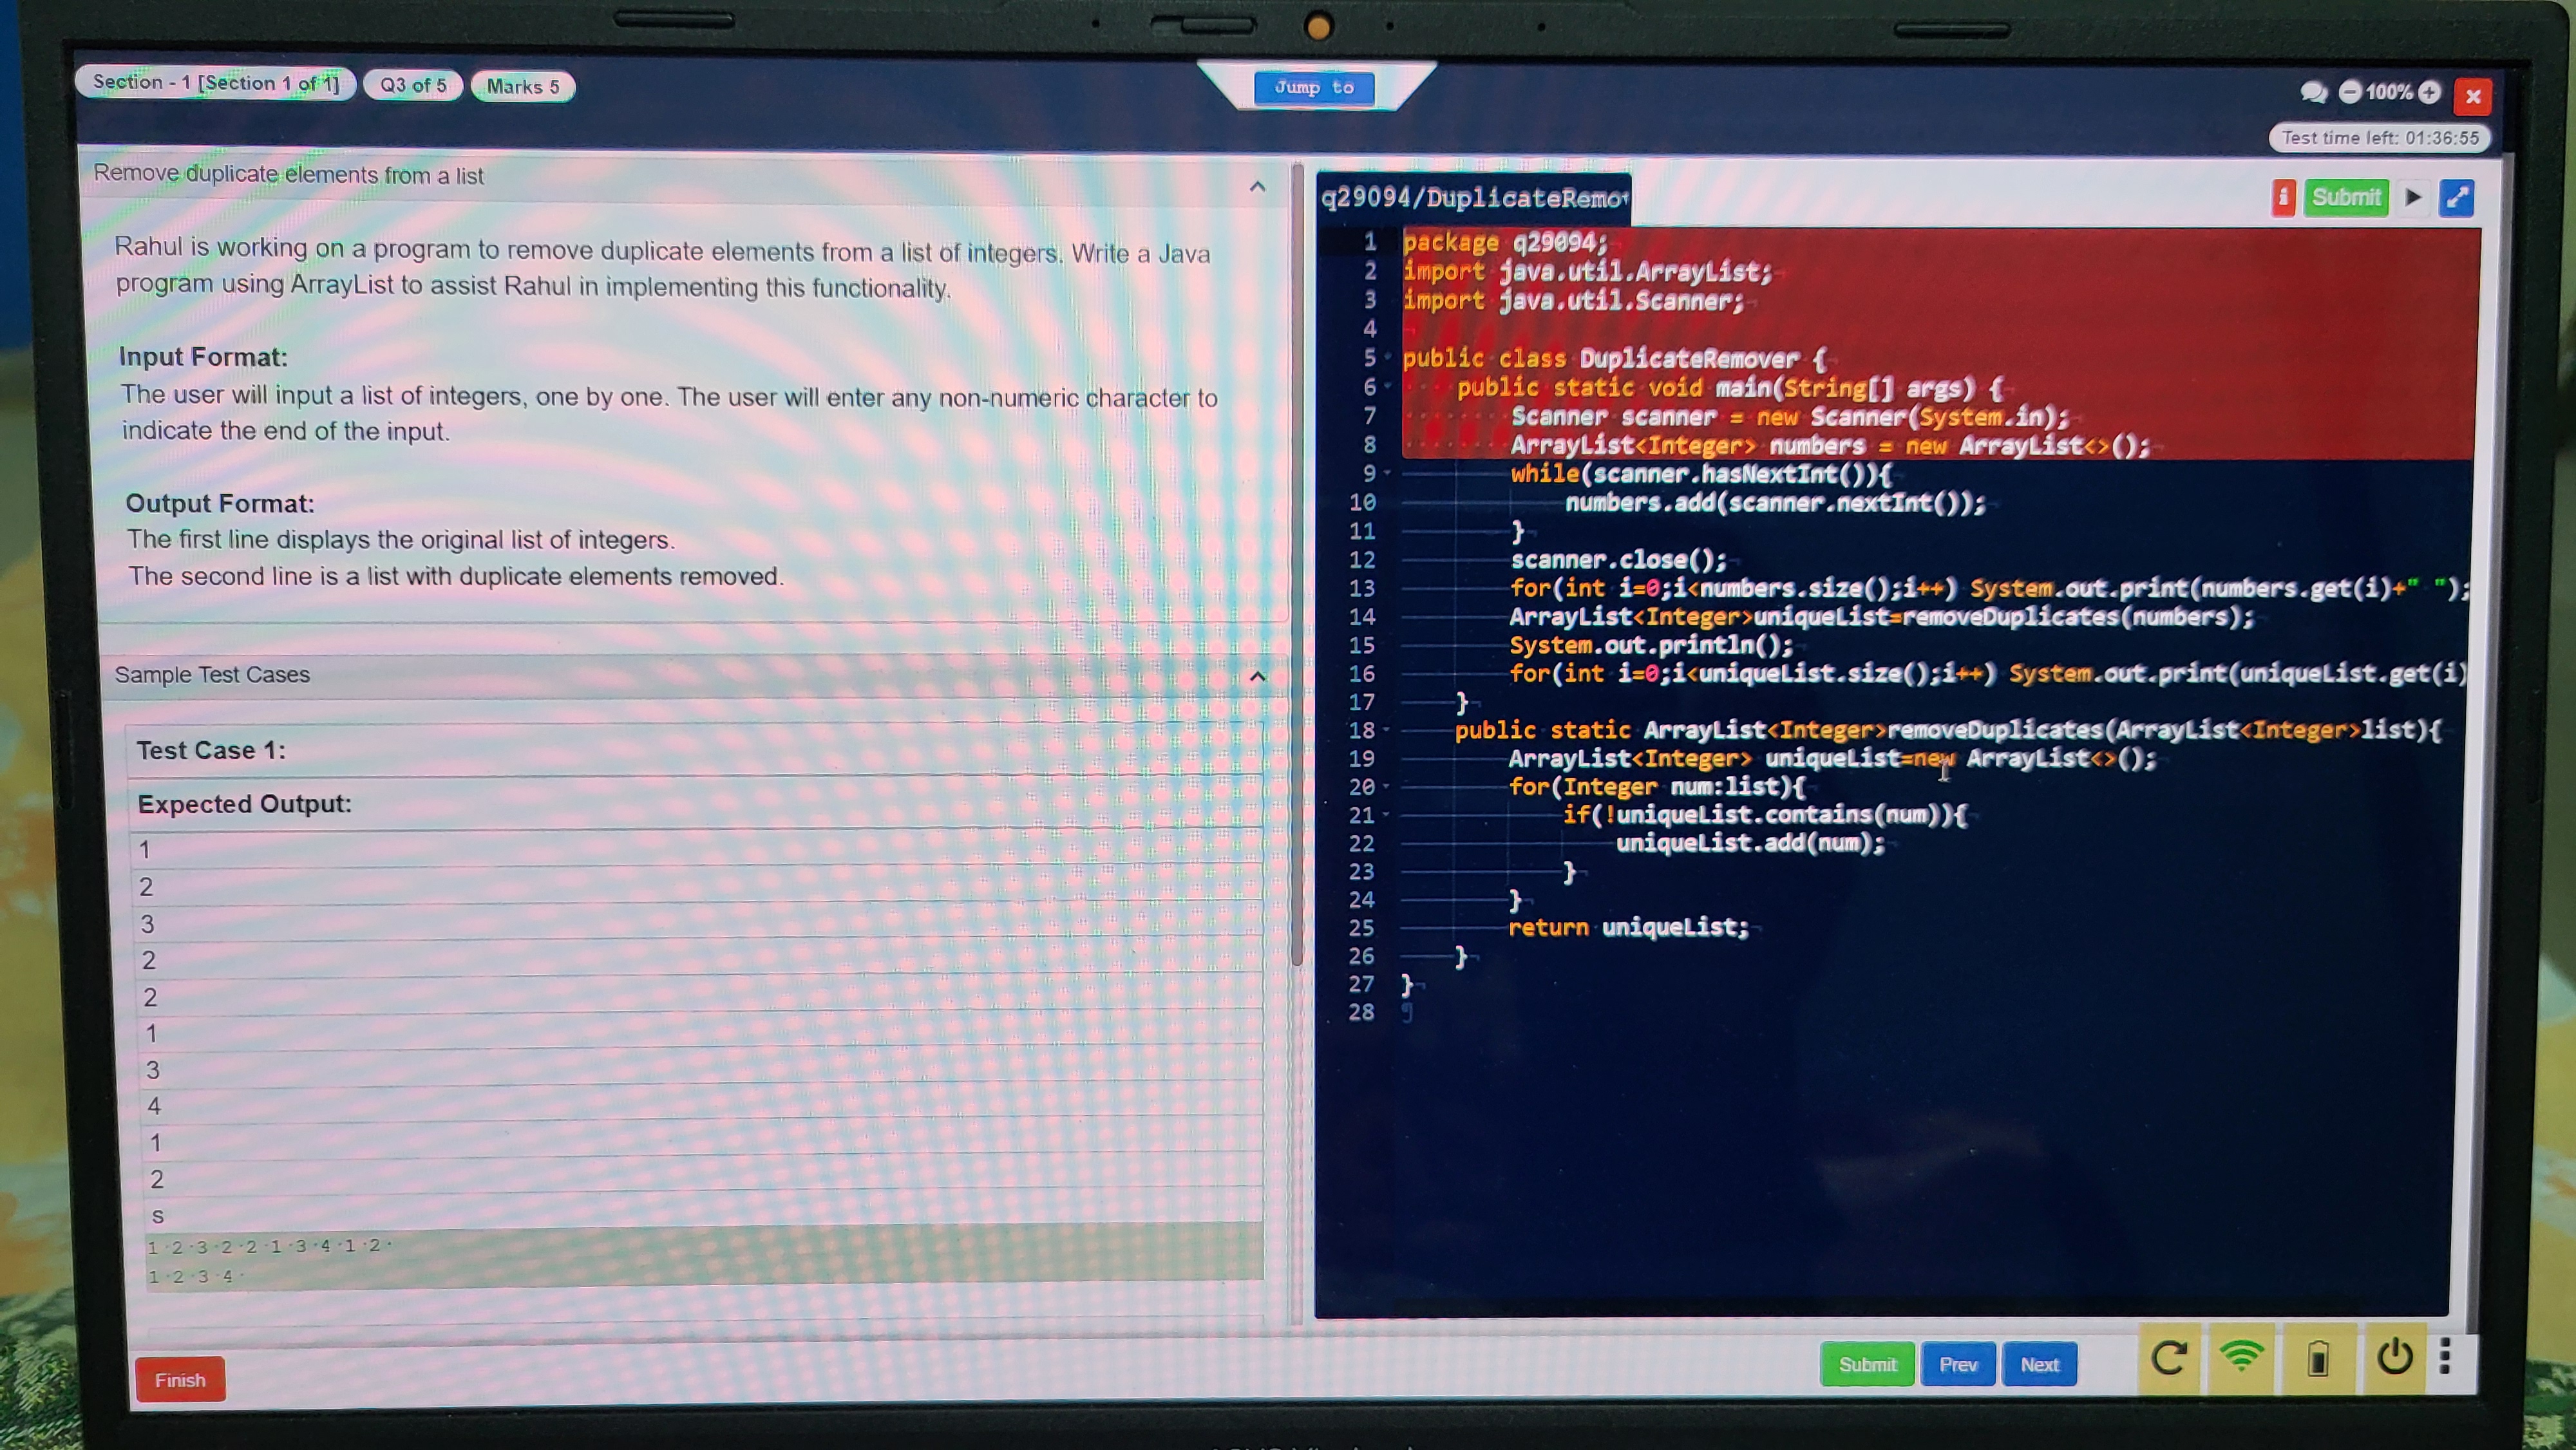 Section - 1 [Section 1 of 1] Q3 of 5 Marks 5
Jump to
100%
Test time left: 01:36:55
Remove duplicate elements from a list
Rahul is working on a program to remove duplicate elements from a list of integers. Write a Java
program using ArrayList to assist Rahul in implementing this functionality.
Input Format:
The user will input a list of integers, one by one. The user will enter any non-numeric character to
indicate the end of the input.
Output Format:
The first line displays the original list of integers.
The second line is a list with duplicate elements removed.
Sample Test Cases
Test Case 1:
Expected Output:
1
2
3
2
2
1
3
4
1
2
s
1·2·3·2·2·1·3·4·1·2·
1·2·3·4·
Finish
q29094/DuplicateRemo
Submit
1 package q29094;
2 import java.util.ArrayList;
3 import java.util.Scanner;
4
5 public class DuplicateRemover {
6 public static void main(String[] args) {
7 Scanner scanner = new Scanner(System.in);
8 ArrayList<Integer> numbers = new ArrayList<>();
9 while(scanner.hasNextInt()){
10 numbers.add(scanner.nextInt());
11 }
12 scanner.close();
13 for(int i=0;i<numbers.size();i++) System.out.print(numbers.get(i)+" ");
14 ArrayList<Integer>uniqueList=removeDuplicates(numbers);
15 System.out.println();
16 for(int i=0;i<uniqueList.size();i++) System.out.print(uniqueList.get(i)
17 }
18 public static ArrayList<Integer>removeDuplicates(ArrayList<Integer>list){
19 ArrayList<Integer> uniqueList=new ArrayList<>();
20 for(Integer num:list){
21 if(!uniqueList.contains(num)){
22 uniqueList.add(num);
23 }
24 }
25 return uniqueList;
26 }
27 }
28
Submit Prev Next